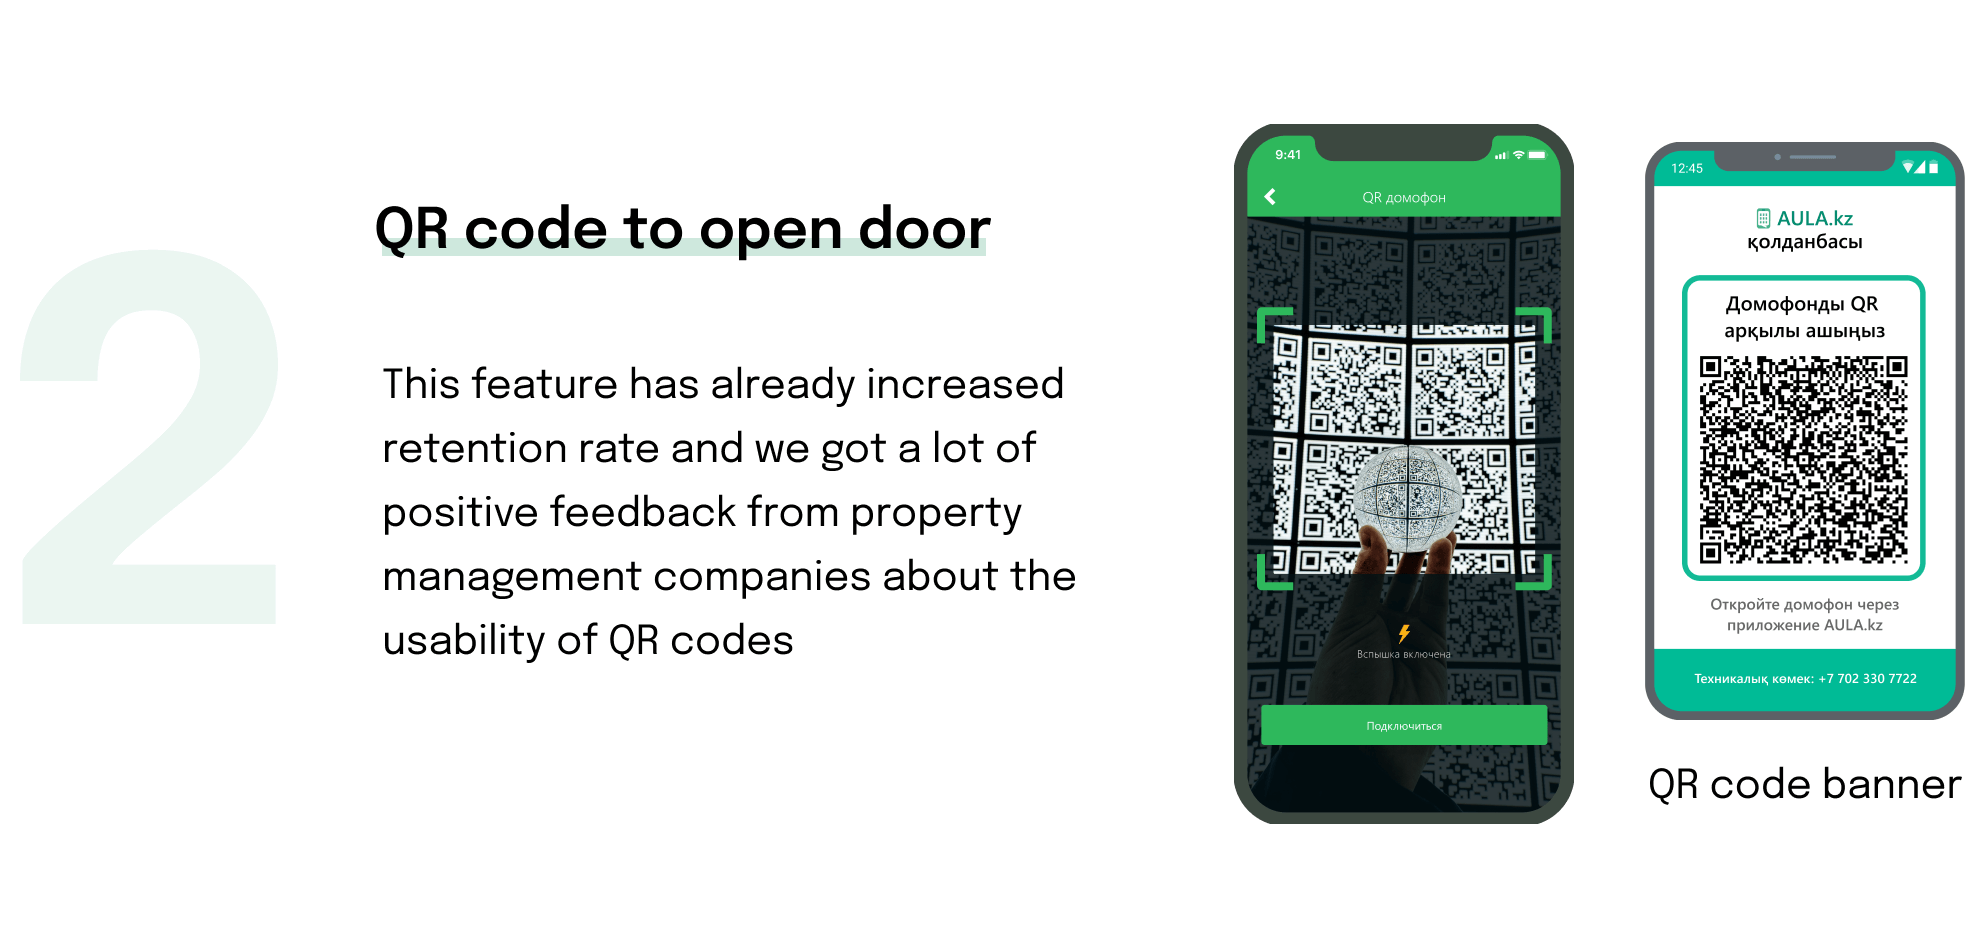 2
QR code to open door
This feature has already increased
retention rate and we got a lot of
positive feedback from property
management companies about the
usability of QR codes
9:41
QR домофон
Вспышка включена
Подключиться
12:45
AULA.kz
қолданбасы
Домофонды QR
арқылы ашыңыз
Откройте домофон через
приложение AULA.kz
Техникалық көмек: +7 702 330 7722
QR code banner